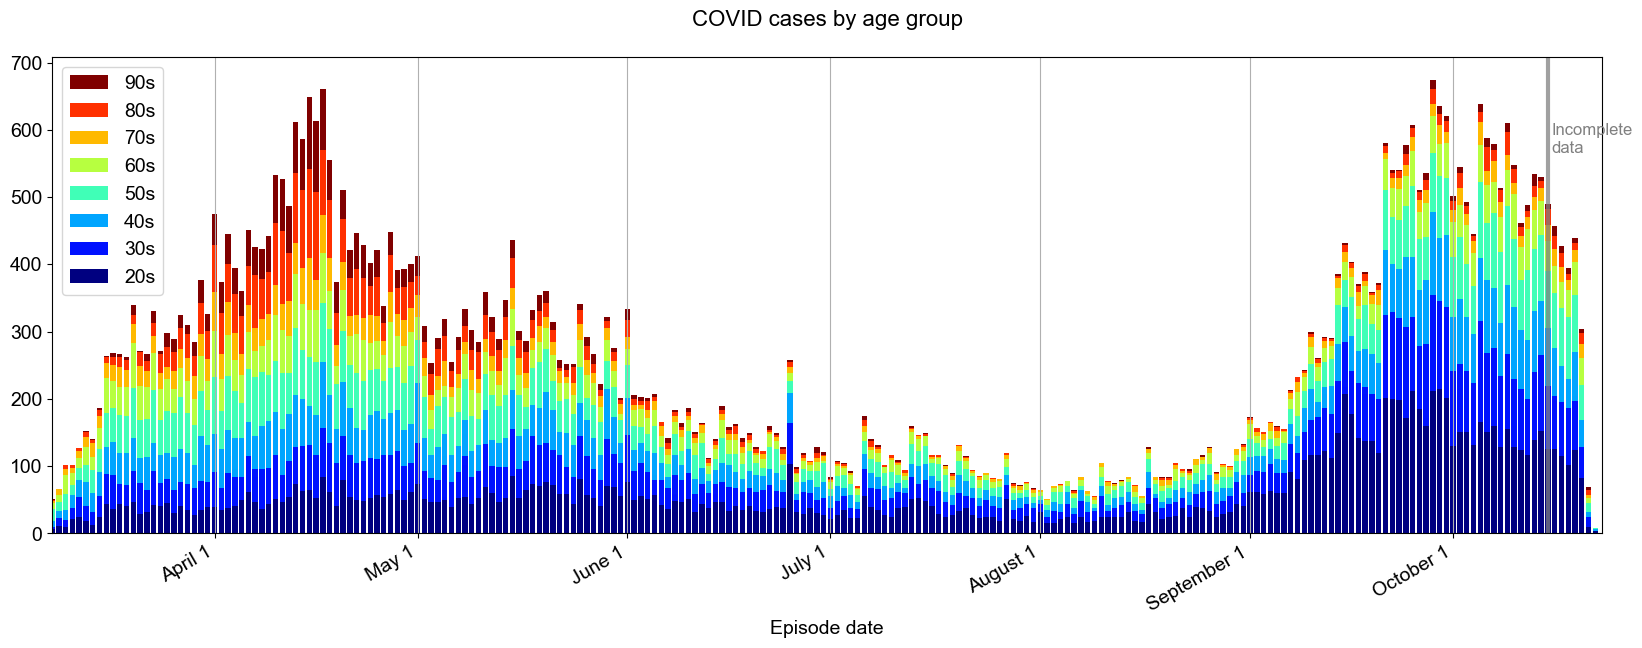 COVID cases by age group
700
600
500
400
300
200
100
0
90s
80s
70s
60s
50s
40s
30s
20s
Incomplete
data
April 1
May 1
June 1
July 1
August 1
September 1
October 1
Episode date